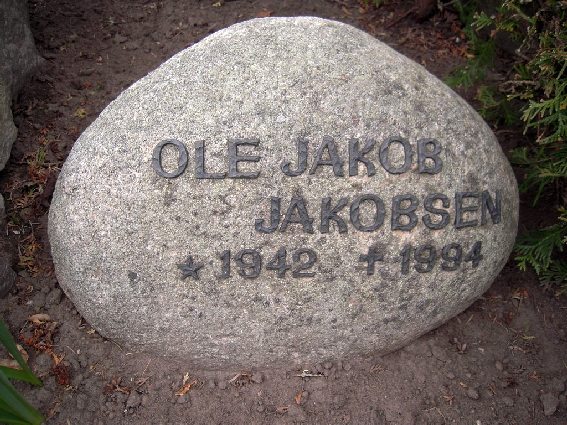 OLE JAKOB
JAKOBSEN
★1942 ✝1994